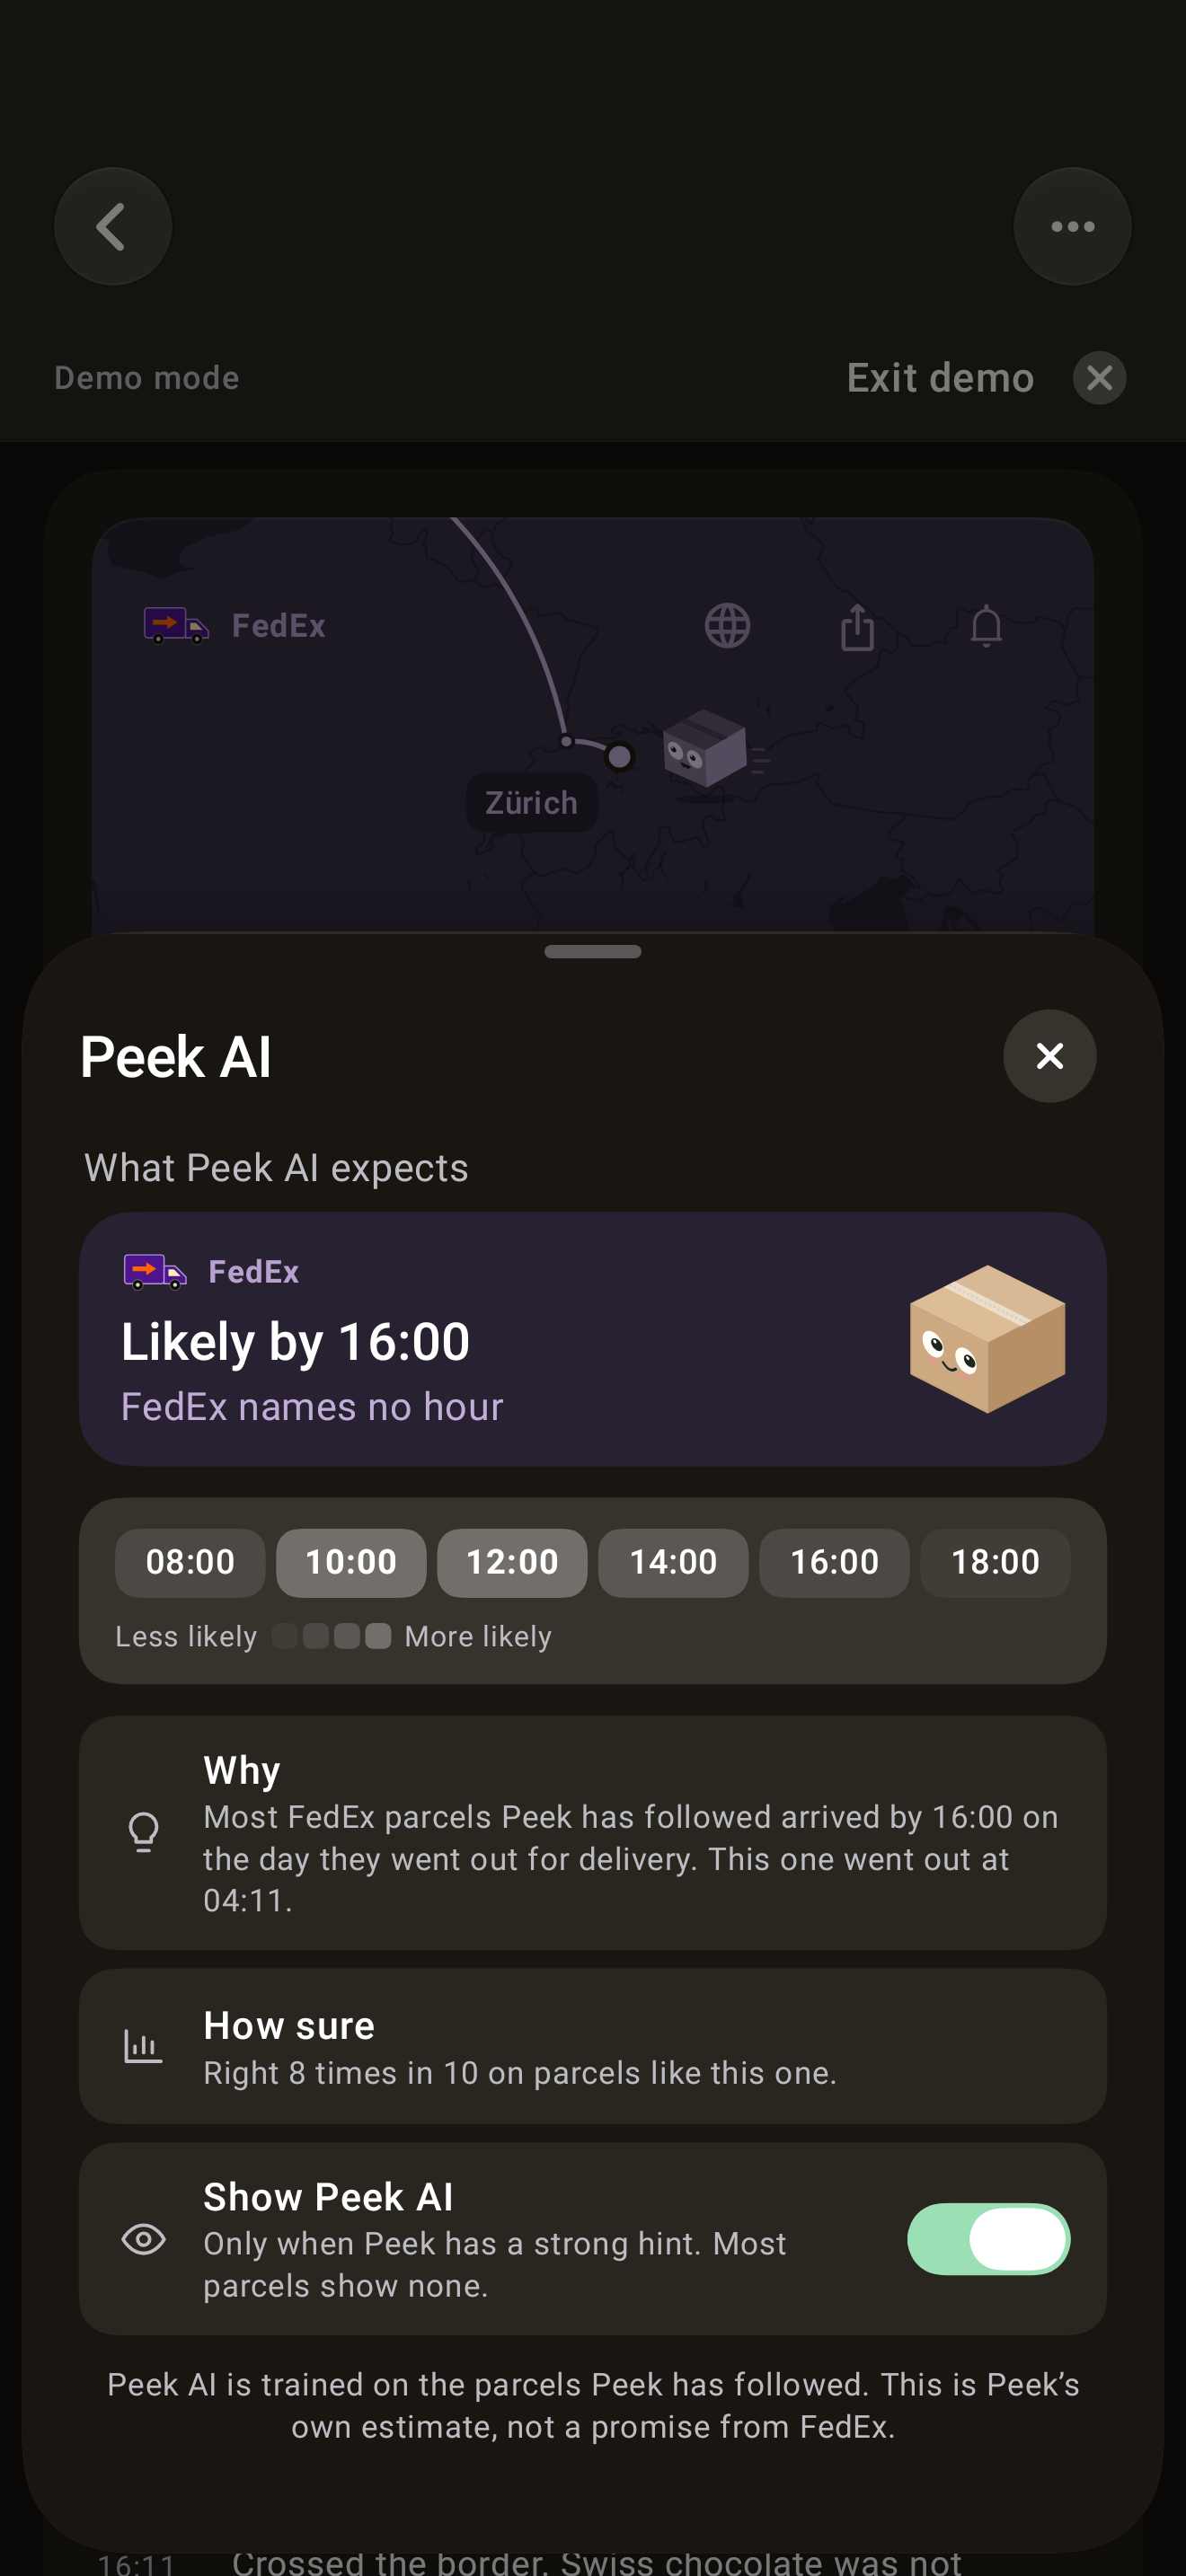 Demo mode
Exit demo
FedEx
Zürich
Peek AI
What Peek AI expects
FedEx
Likely by 16:00
FedEx names no hour
08:00 10:00 12:00 14:00 16:00 18:00
Less likely More likely
Why
Most FedEx parcels Peek has followed arrived by 16:00 on
the day they went out for delivery. This one went out at
04:11.
How sure
Right 8 times in 10 on parcels like this one.
Show Peek AI
Only when Peek has a strong hint. Most
parcels show none.
Peek AI is trained on the parcels Peek has followed. This is Peek’s
own estimate, not a promise from FedEx.
16:11 Crossed the border. Swiss chocolate was not